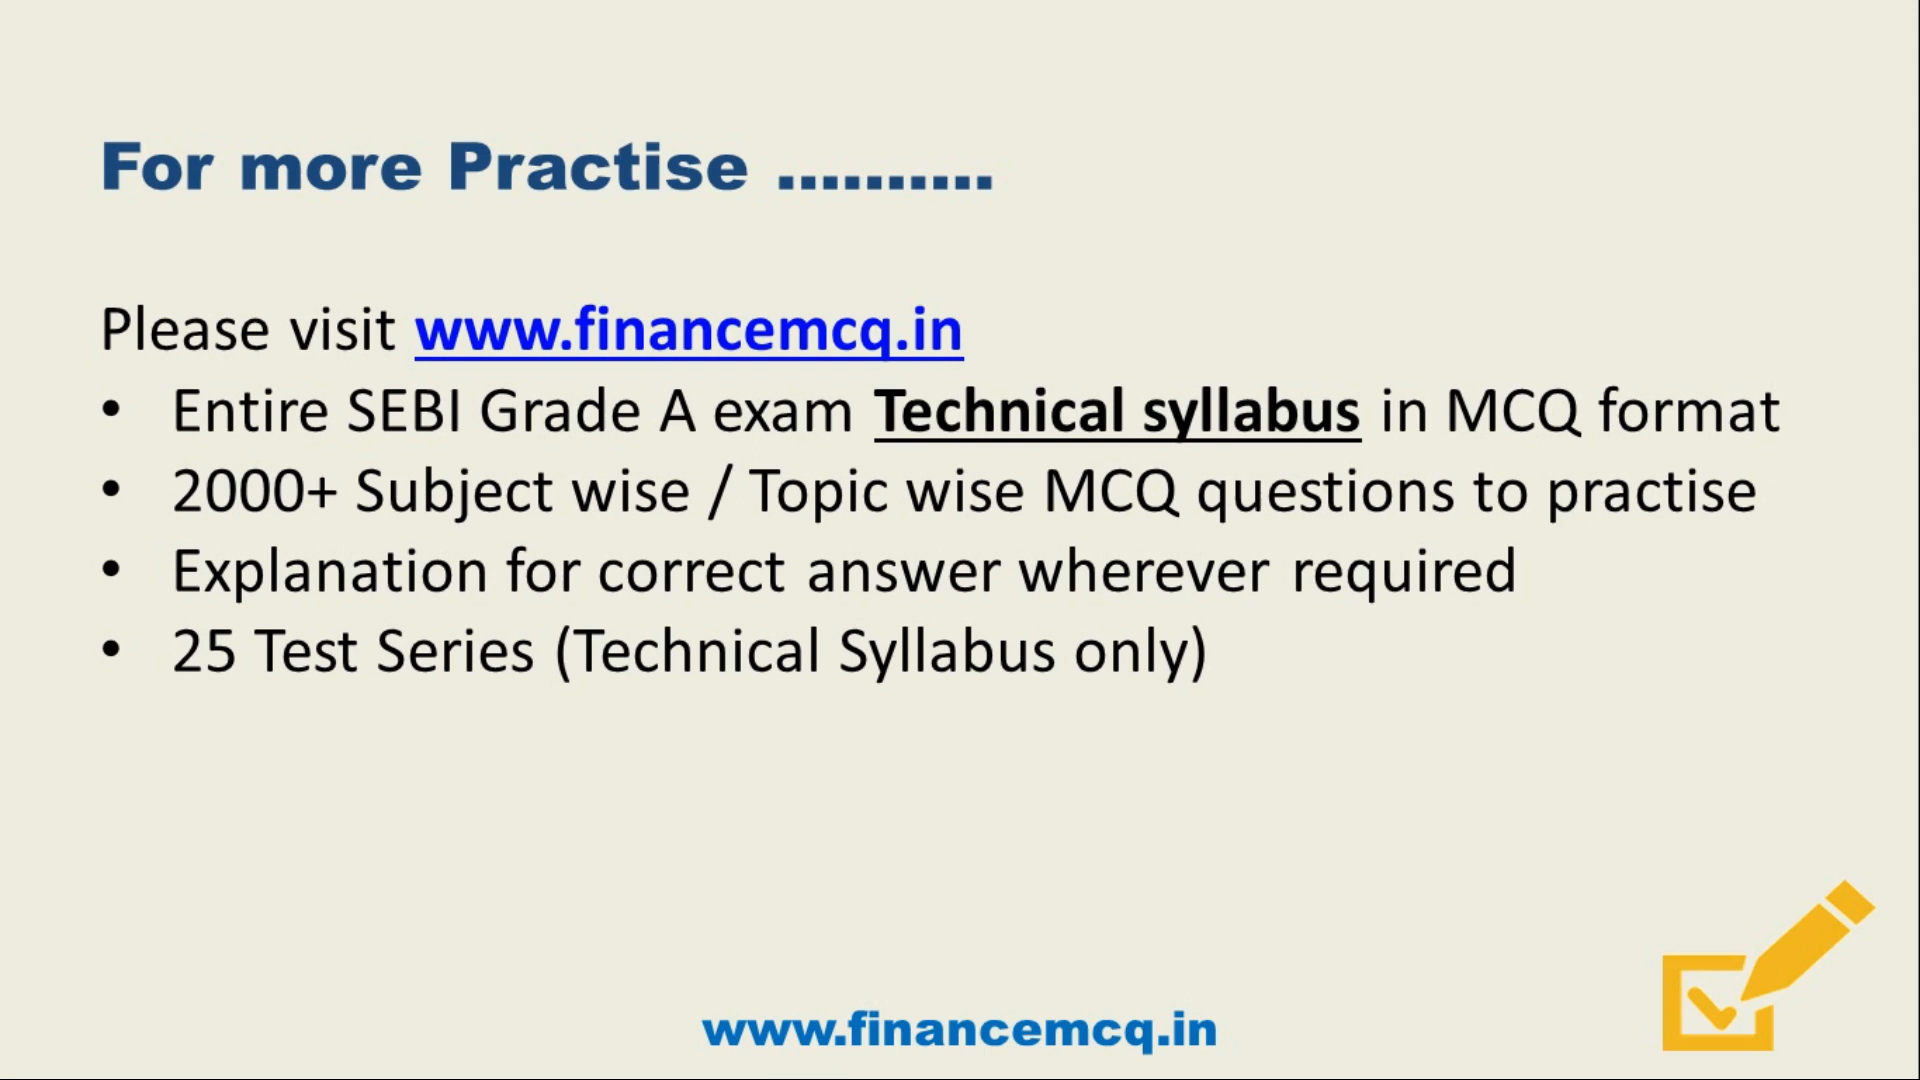 For more Practise ..........
Please visit www.financemcq.in
• Entire SEBI Grade A exam Technical syllabus in MCQ format
• 2000+ Subject wise / Topic wise MCQ questions to practise
• Explanation for correct answer wherever required
• 25 Test Series (Technical Syllabus only)
www.financemcq.in